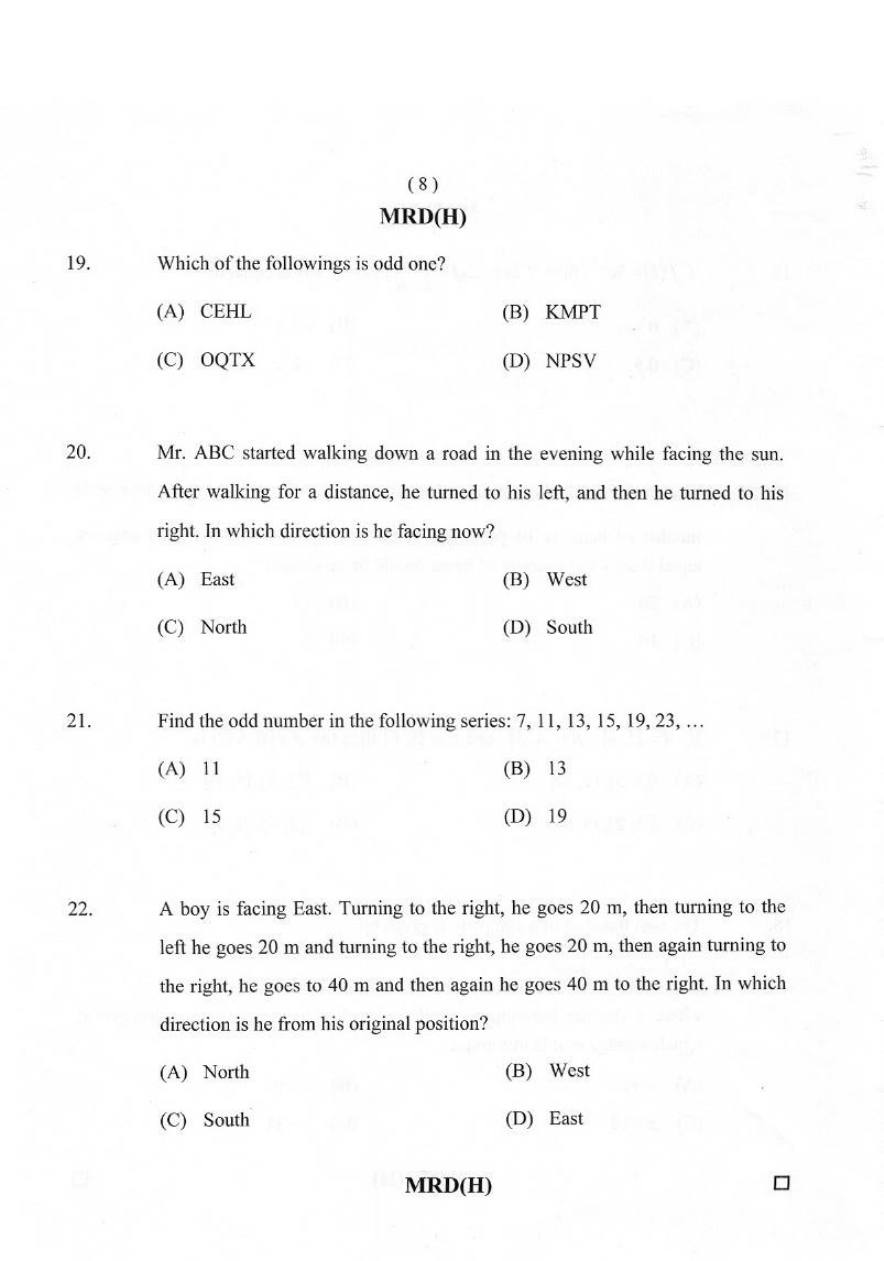 ( 8 )
MRD(H)
19. Which of the followings is odd one?
(A) CEHL (B) KMPT
(C) OQTX (D) NPSV
20. Mr. ABC started walking down a road in the evening while facing the sun.
After walking for a distance, he turned to his left, and then he turned to his
right. In which direction is he facing now?
(A) East (B) West
(C) North (D) South
21. Find the odd number in the following series: 7, 11, 13, 15, 19, 23, …
(A) 11 (B) 13
(C) 15 (D) 19
22. A boy is facing East. Turning to the right, he goes 20 m, then turning to the
left he goes 20 m and turning to the right, he goes 20 m, then again turning to
the right, he goes to 40 m and then again he goes 40 m to the right. In which
direction is he from his original position?
(A) North (B) West
(C) South (D) East
MRD(H)